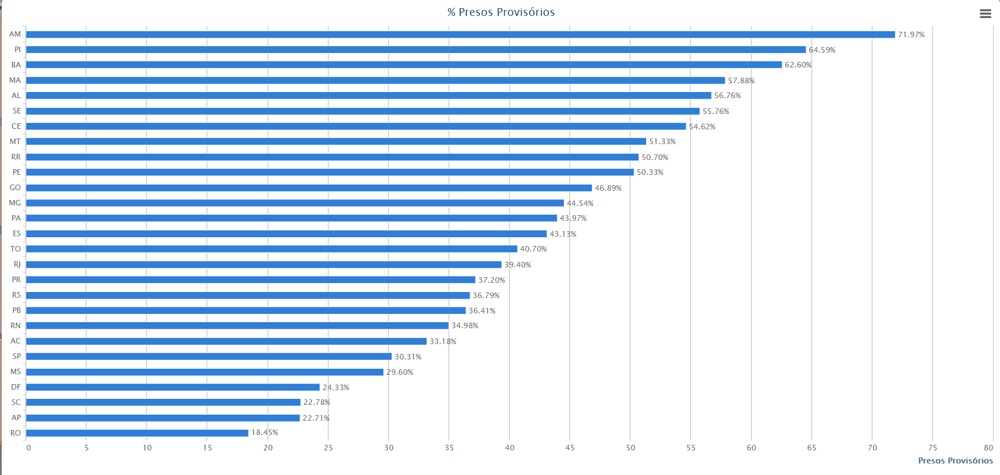 % Presos Provisórios
AM 71.97%
PI 64.59%
BA 62.60%
MA 57.88%
AL 56.76%
SE 55.76%
CE 54.62%
MT 51.33%
RR 50.70%
PE 50.33%
GO 46.89%
MG 44.54%
PA 43.97%
ES 43.13%
TO 40.70%
RJ 39.40%
PR 37.20%
RS 36.79%
PB 36.41%
RN 34.98%
AC 33.18%
SP 30.31%
MS 29.60%
DF 24.33%
SC 22.78%
AP 22.71%
RO 18.45%
0 5 10 15 20 25 30 35 40 45 50 55 60 65 70 75 80
Presos Provisórios